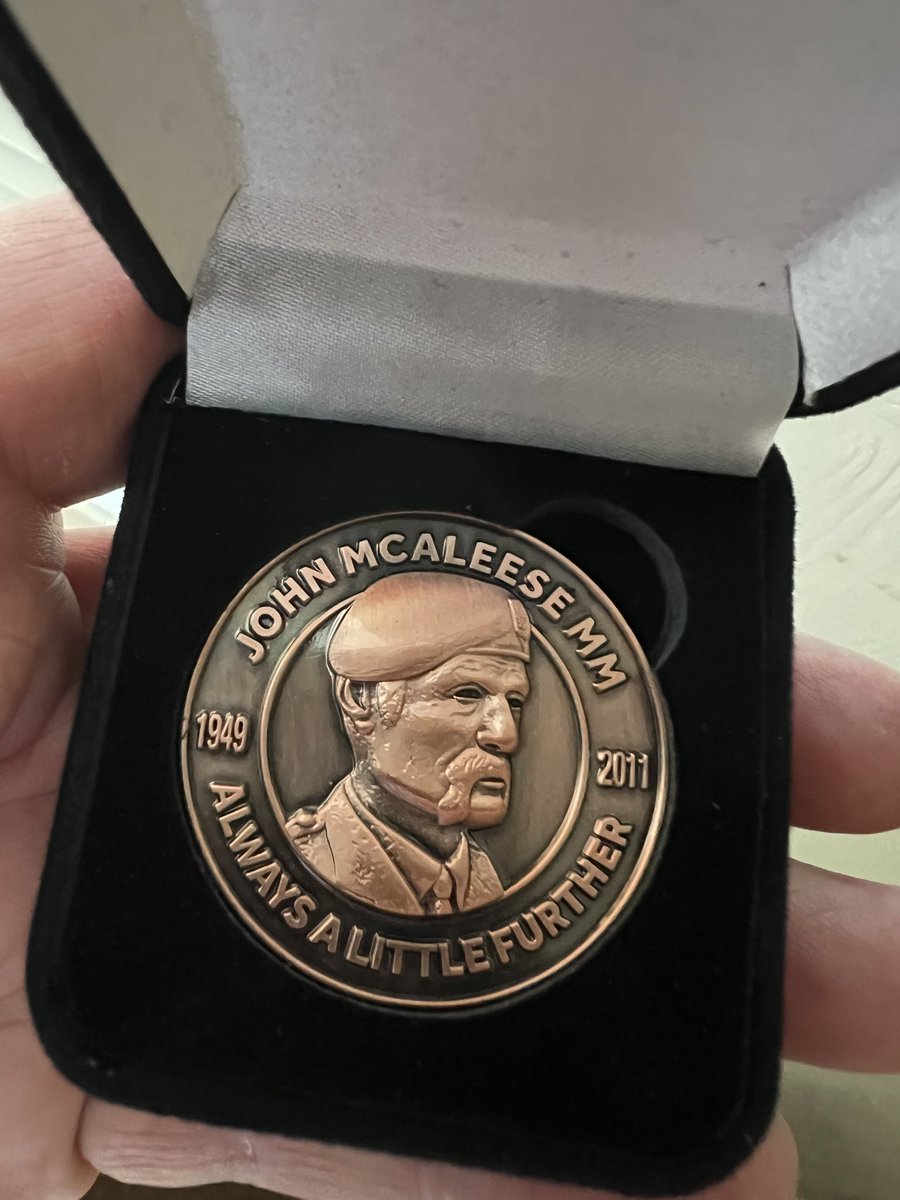 JOHN MCALEESE MM
1949
2011
ALWAYS A LITTLE FURTHER